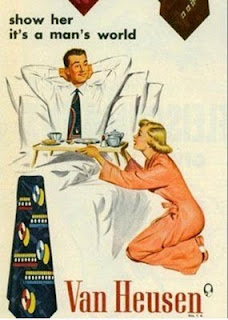 show her
it's a man's world
Van Heusen